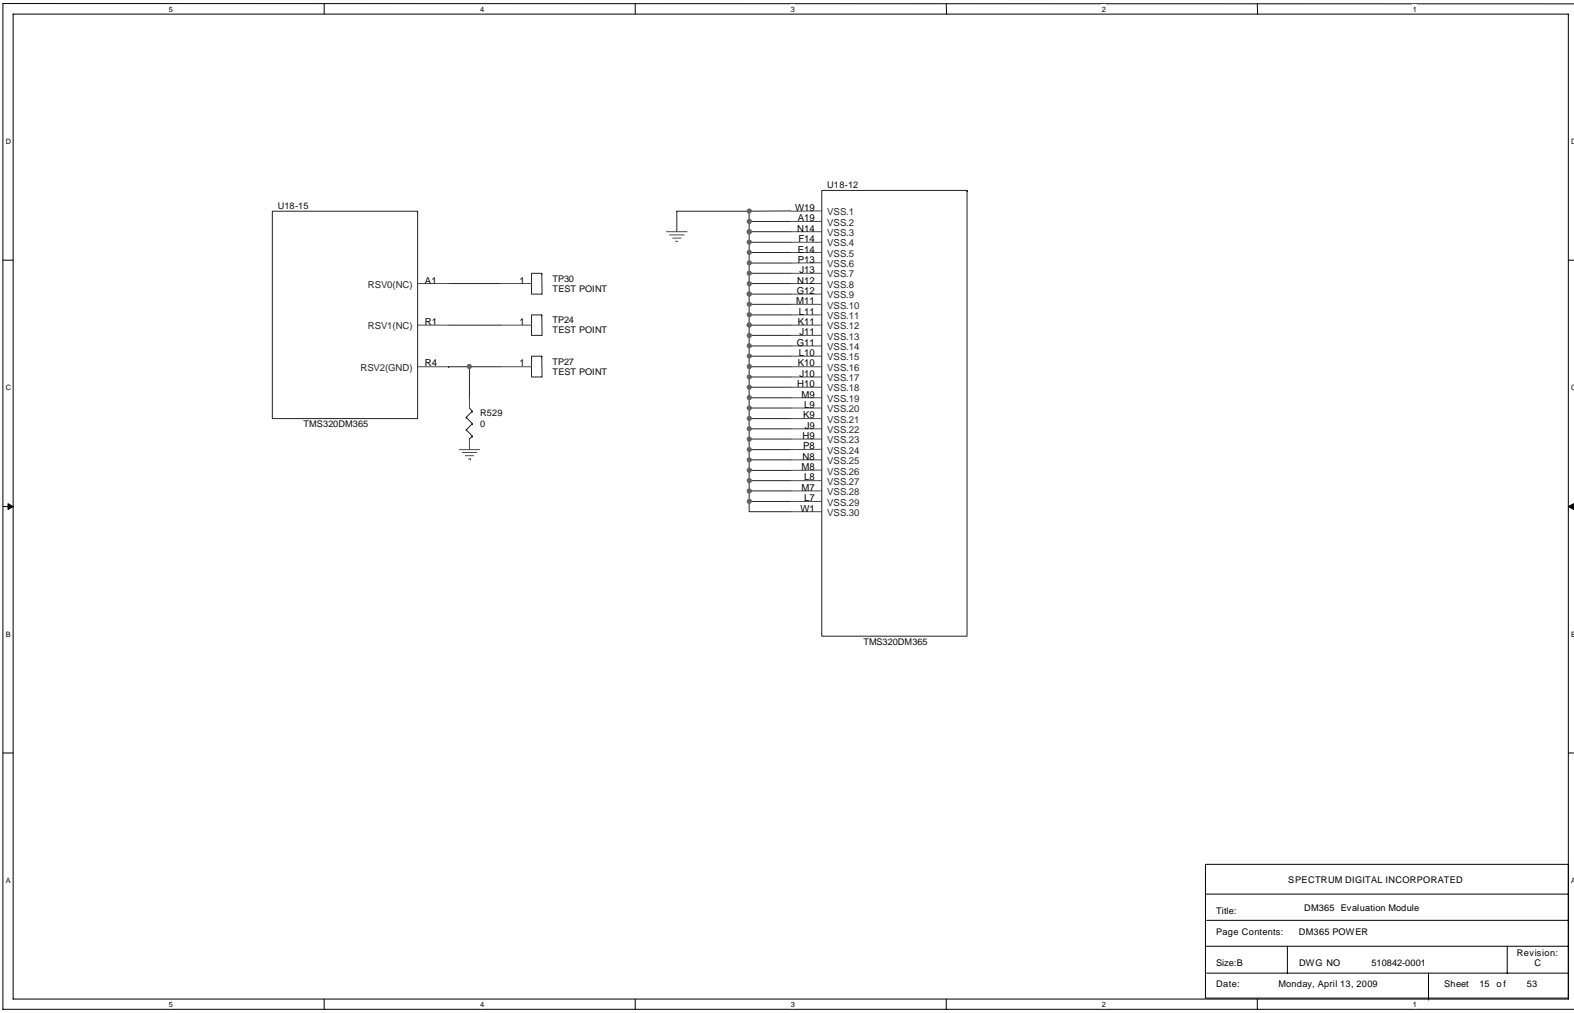 5 4 3 2 1
D D
C C
B B
A A
U18-15
RSV0(NC) A1 1 TP30
TEST POINT
RSV1(NC) R1 1 TP24
TEST POINT
RSV2(GND) R4 1 TP27
TEST POINT
R529
0
TMS320DM365
U18-12
W19 VSS.1
A19 VSS.2
N14 VSS.3
F14 VSS.4
E14 VSS.5
P13 VSS.6
J13 VSS.7
N12 VSS.8
G12 VSS.9
M11 VSS.10
L11 VSS.11
K11 VSS.12
J11 VSS.13
G11 VSS.14
L10 VSS.15
K10 VSS.16
J10 VSS.17
H10 VSS.18
M9 VSS.19
L9 VSS.20
K9 VSS.21
J9 VSS.22
H9 VSS.23
P8 VSS.24
N8 VSS.25
M8 VSS.26
L8 VSS.27
M7 VSS.28
L7 VSS.29
W1 VSS.30
TMS320DM365
SPECTRUM DIGITAL INCORPORATED
Title: DM365 Evaluation Module
Page Contents: DM365 POWER
Size:B DWG NO 510842-0001 Revision:
C
Date: Monday, April 13, 2009 Sheet 15 of 53
5 4 3 2 1